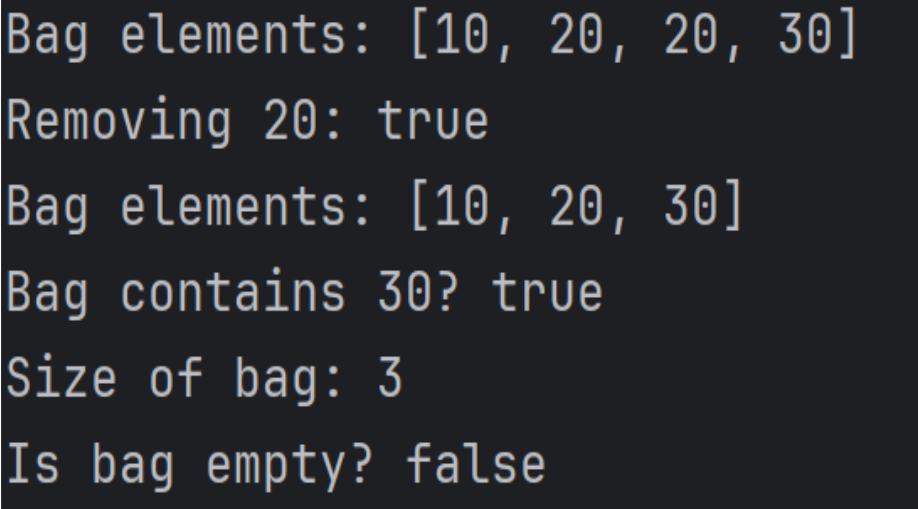 Bag elements: [10, 20, 20, 30]
Removing 20: true
Bag elements: [10, 20, 30]
Bag contains 30? true
Size of bag: 3
Is bag empty? false